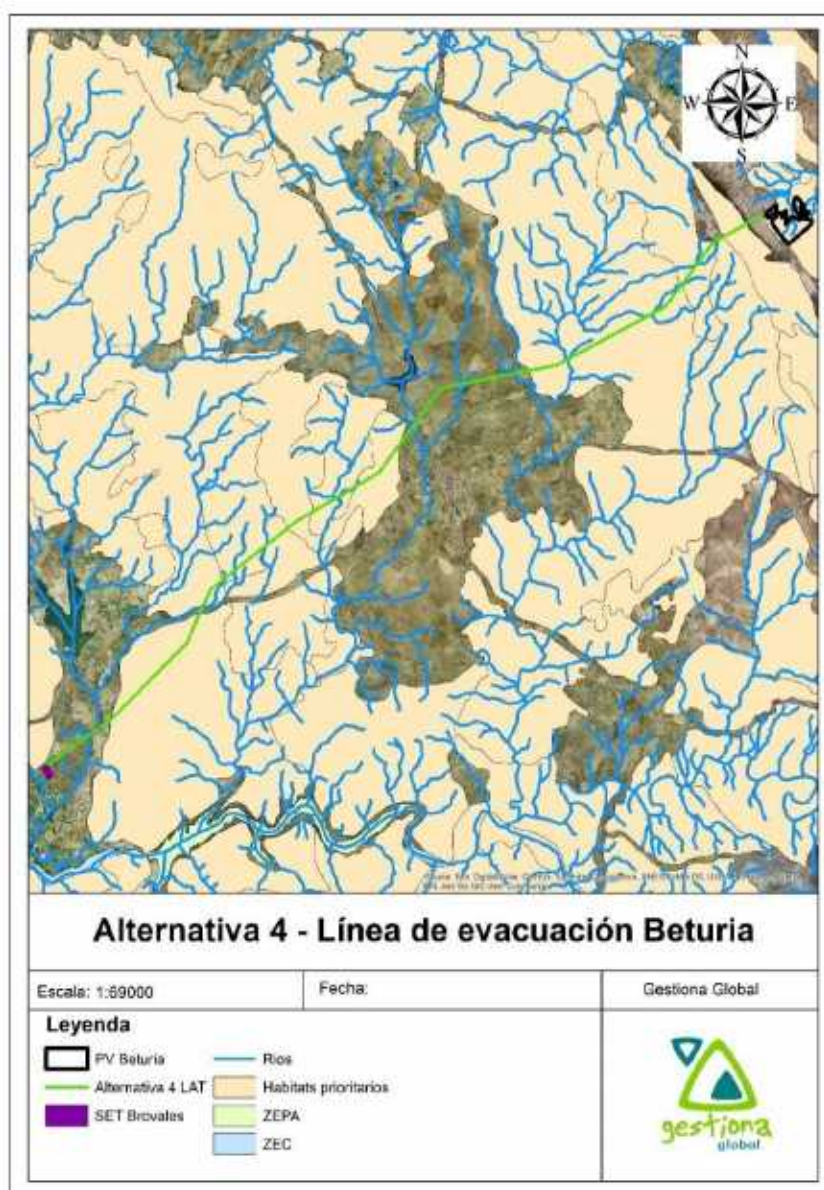 N
W E
S
Alternativa 4 - Línea de evacuación Beturia
Escala: 1:69000
Fecha:
Gestiona Global
Leyenda
PV Beturia
Rios
Alternativa 4 LAT
Habitats prioritarios
SET Brovales
ZEPA
ZEC
gestiona
global